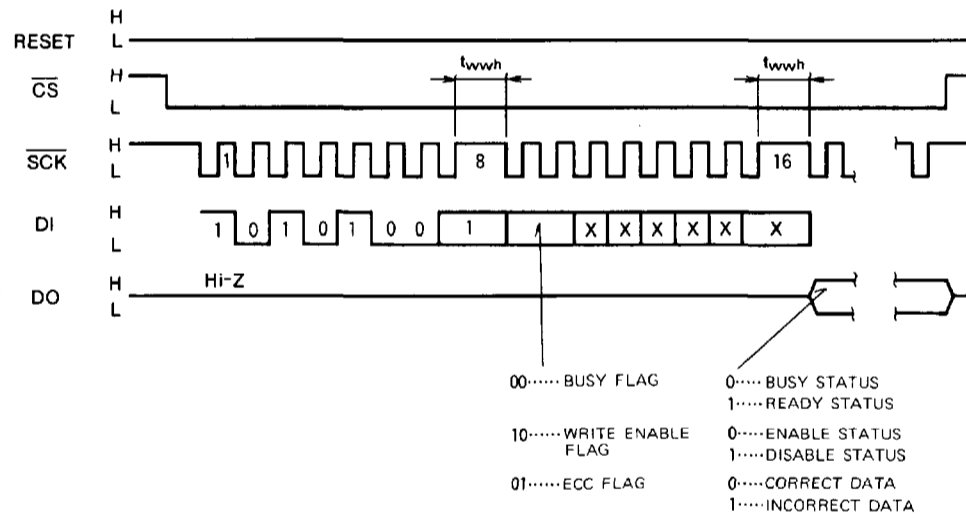 H
RESET L
twwh twwh
CS H
L
SCK H 1 8 16
L
DI H 1 0 1 0 1 0 0 1 X X X X X X
L
DO H Hi-Z
L
00······ BUSY FLAG 0····· BUSY STATUS
1····· READY STATUS
10······ WRITE ENABLE 0····· ENABLE STATUS
FLAG 1····· DISABLE STATUS
01······ ECC FLAG 0····· CORRECT DATA
1····· INCORRECT DATA